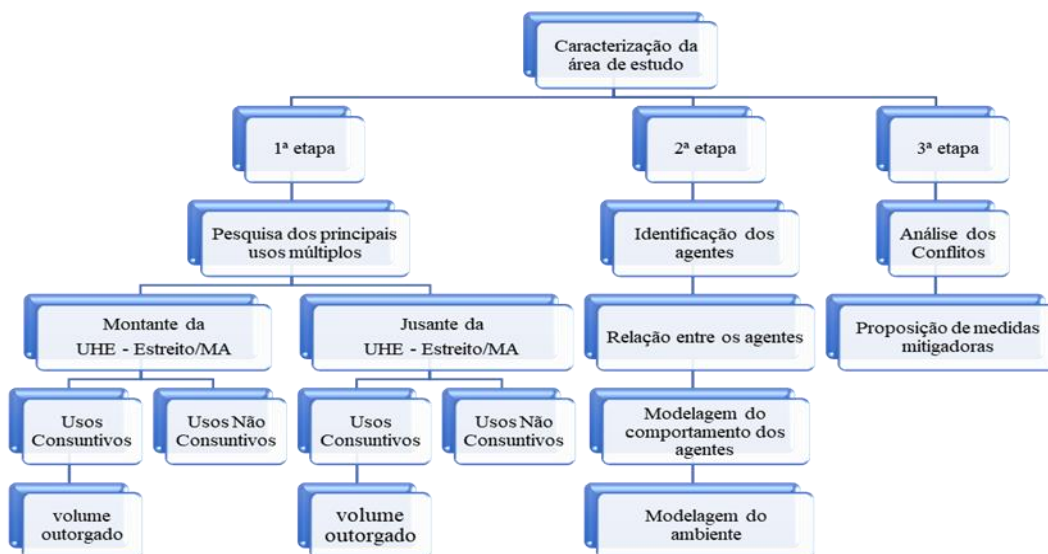 Caracterização da
área de estudo
1ª etapa
2ª etapa
3ª etapa
Pesquisa dos principais
usos múltiplos
Identificação dos
agentes
Análise dos
Conflitos
Montante da
UHE - Estreito/MA
Jusante da
UHE - Estreito/MA
Relação entre os agentes
Proposição de medidas
mitigadoras
Usos
Consuntivos
Usos Não
Consuntivos
Usos
Consuntivos
Usos Não
Consuntivos
Modelagem do
comportamento dos
agentes
volume
outorgado
volume
outorgado
Modelagem do
ambiente